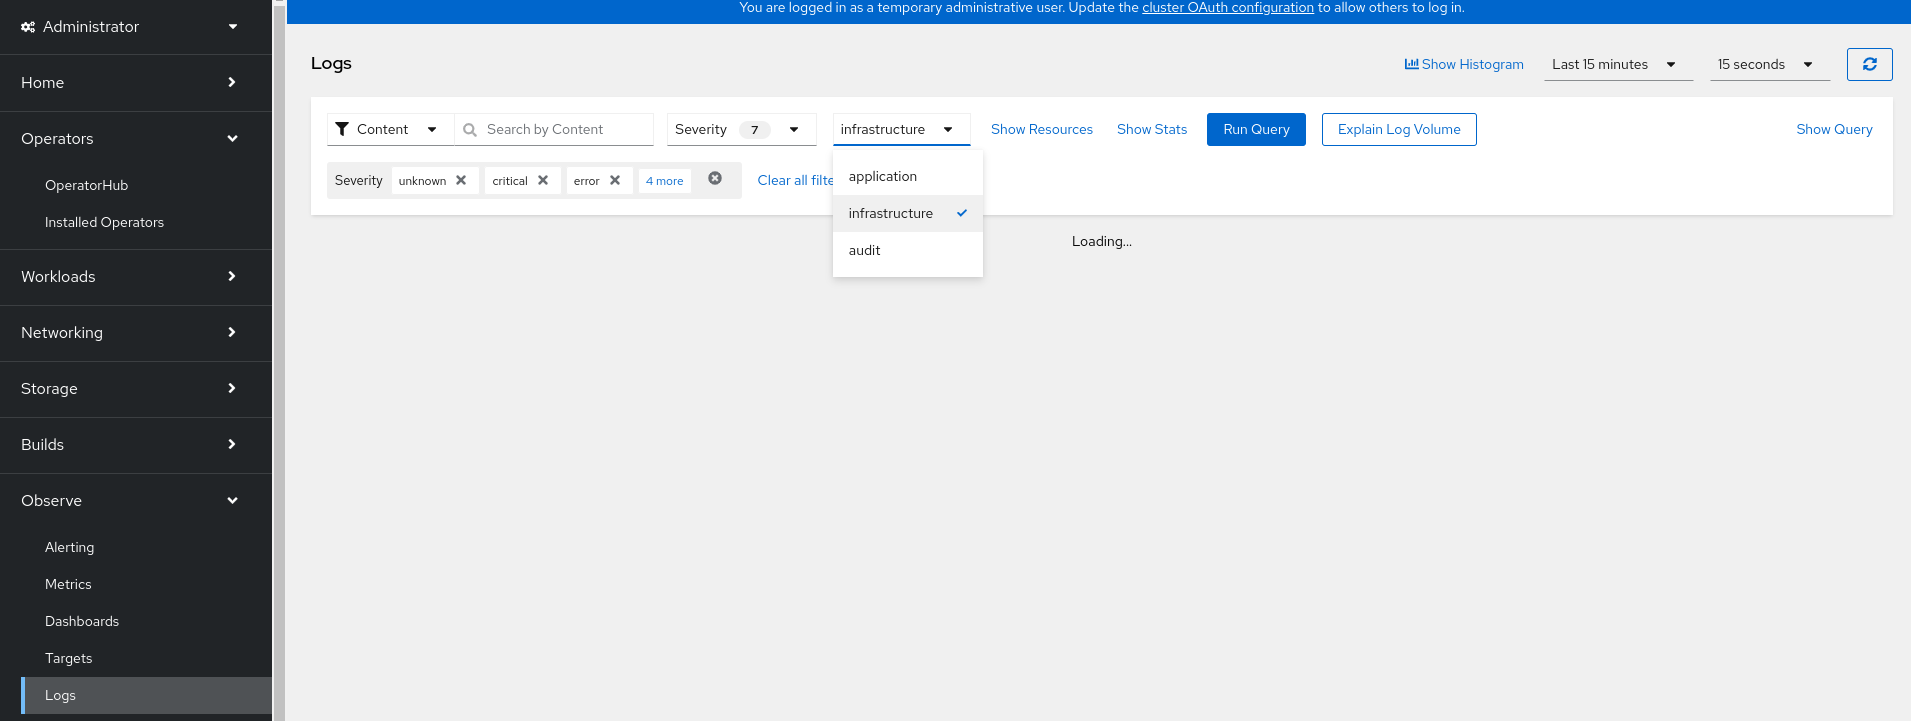 You are logged in as a temporary administrative user. Update the cluster OAuth configuration to allow others to log in.
Administrator
Home
Operators
OperatorHub
Installed Operators
Workloads
Networking
Storage
Builds
Observe
Alerting
Metrics
Dashboards
Targets
Logs
Logs
Show Histogram
Last 15 minutes
15 seconds
Content
Search by Content
Severity 7
infrastructure
Show Resources
Show Stats
Run Query
Explain Log Volume
Show Query
Severity
unknown
critical
error
4 more
Clear all filte
application
infrastructure
audit
Loading...